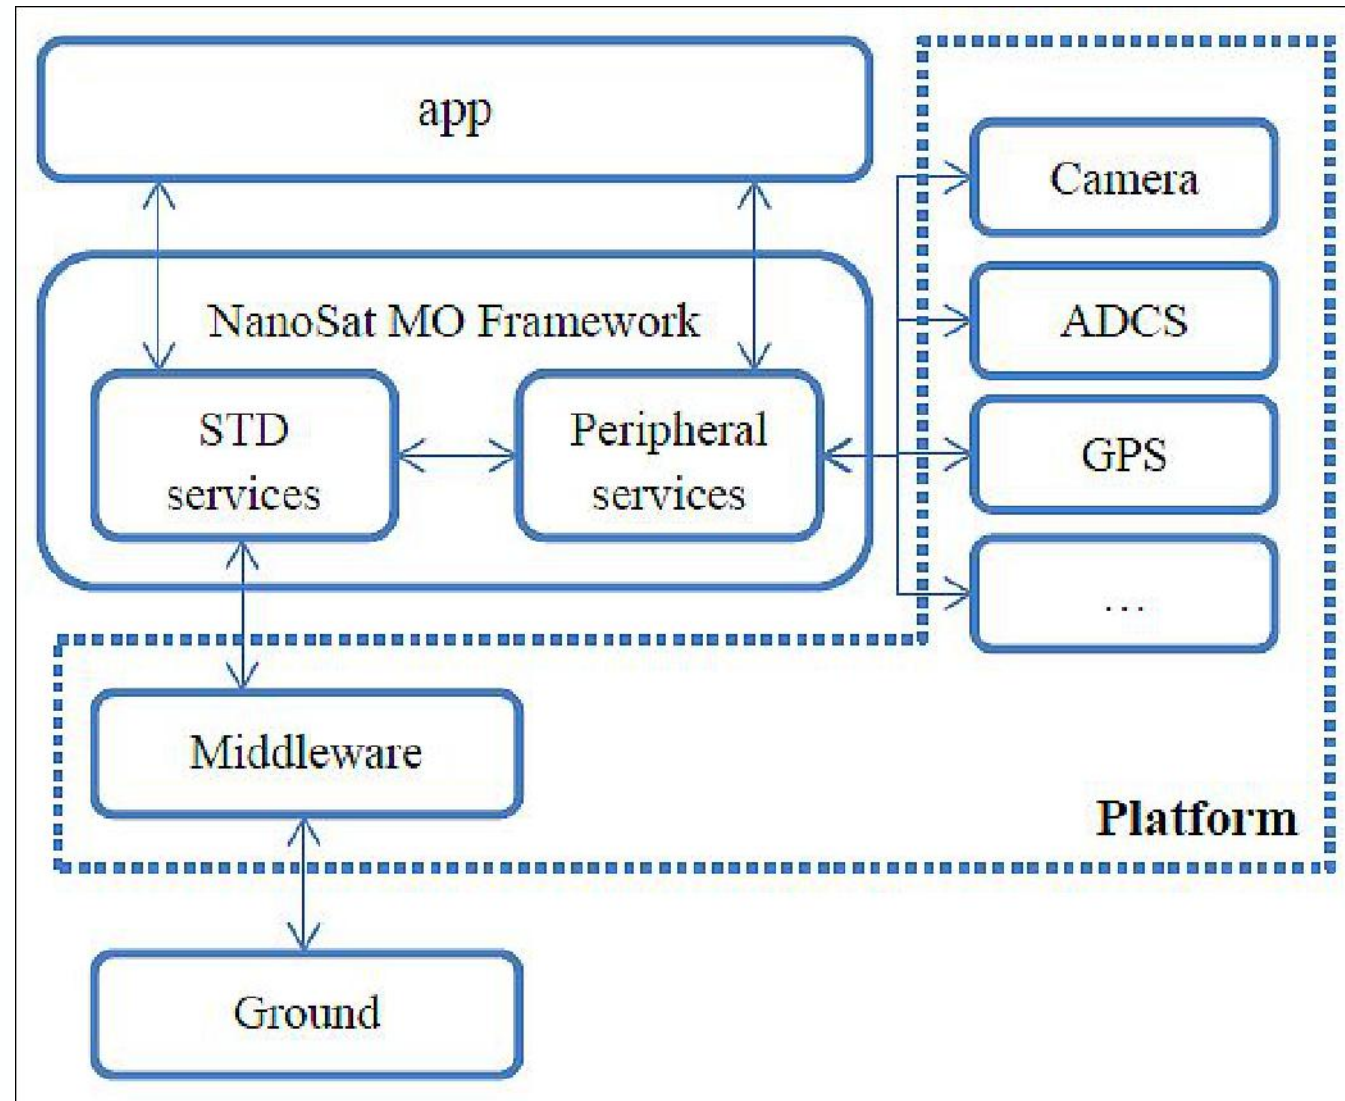 app
Camera
NanoSat MO Framework
ADCS
STD
services
Peripheral
services
GPS
...
Middleware
Platform
Ground